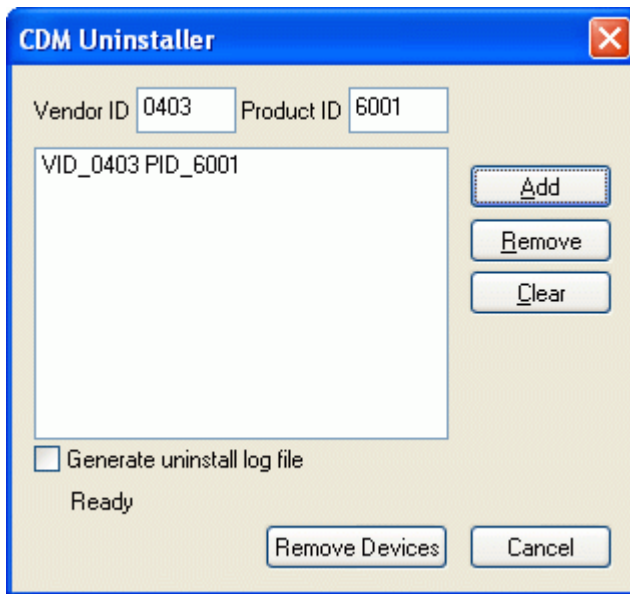 CDM Uninstaller
Vendor ID 0403 Product ID 6001
VID_0403 PID_6001
Add
Remove
Clear
Generate uninstall log file
Ready
Remove Devices Cancel